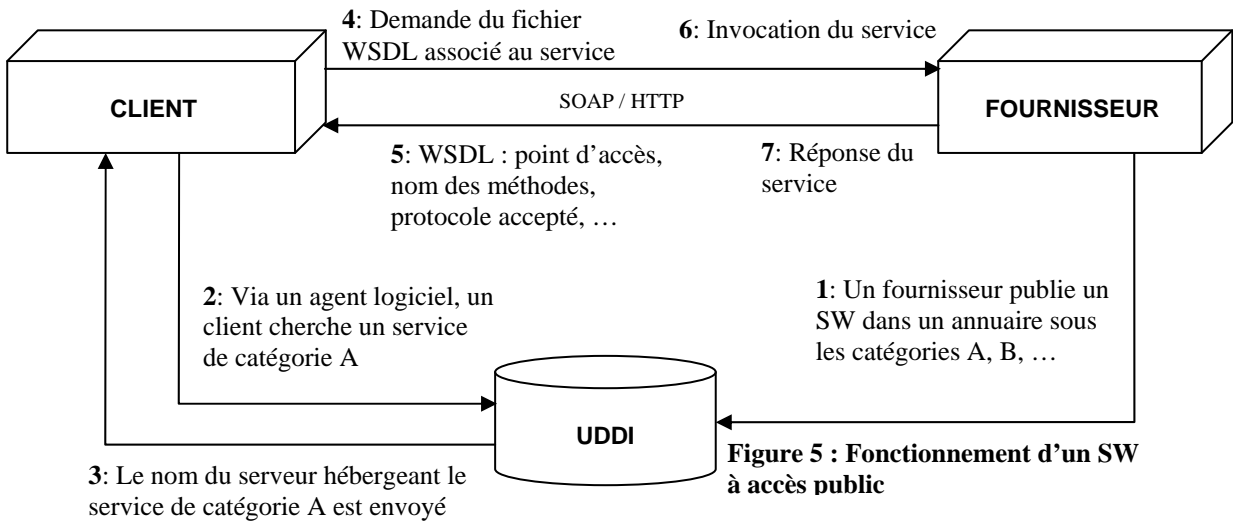 4: Demande du fichier
WSDL associé au service
6: Invocation du service
CLIENT
SOAP / HTTP
FOURNISSEUR
5: WSDL : point d’accès,
nom des méthodes,
protocole accepté, …
7: Réponse du
service
2: Via un agent logiciel, un
client cherche un service
de catégorie A
1: Un fournisseur publie un
SW dans un annuaire sous
les catégories A, B, …
UDDI
3: Le nom du serveur hébergeant le
service de catégorie A est envoyé
Figure 5 : Fonctionnement d’un SW
à accès public